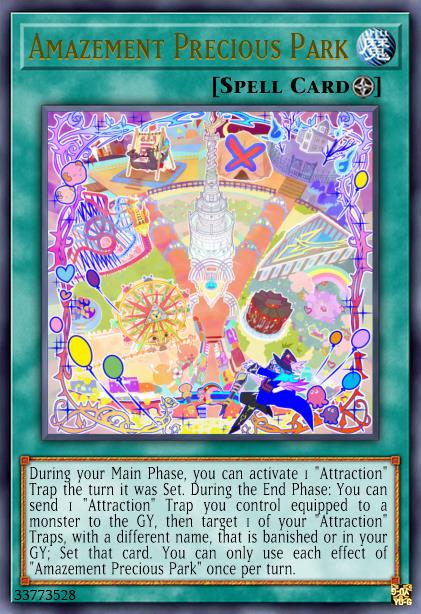 Amazement Precious Park
[Spell Card]
During your Main Phase, you can activate 1 "Attraction"
Trap the turn it was Set. During the End Phase: You can
send 1 "Attraction" Trap you control equipped to a
monster to the GY, then target 1 of your "Attraction"
Traps, with a different name, that is banished or in your
GY; Set that card. You can only use each effect of
"Amazement Precious Park" once per turn.
33773528